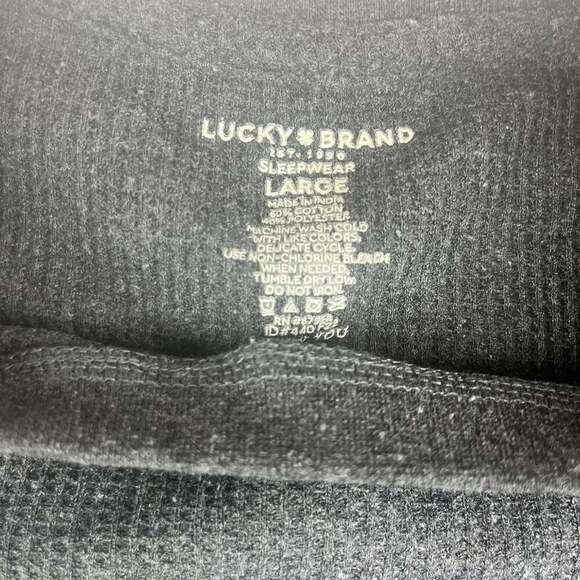 LUCKY BRAND
EST. 1990
SLEEPWEAR
LARGE
MADE IN INDIA
60% COTTON
40% POLYESTER
MACHINE WASH COLD
WITH LIKE COLORS,
DELICATE CYCLE,
USE NON-CHLORINE BLEACH
WHEN NEEDED,
TUMBLE DRY LOW,
DO NOT IRON.
YOU